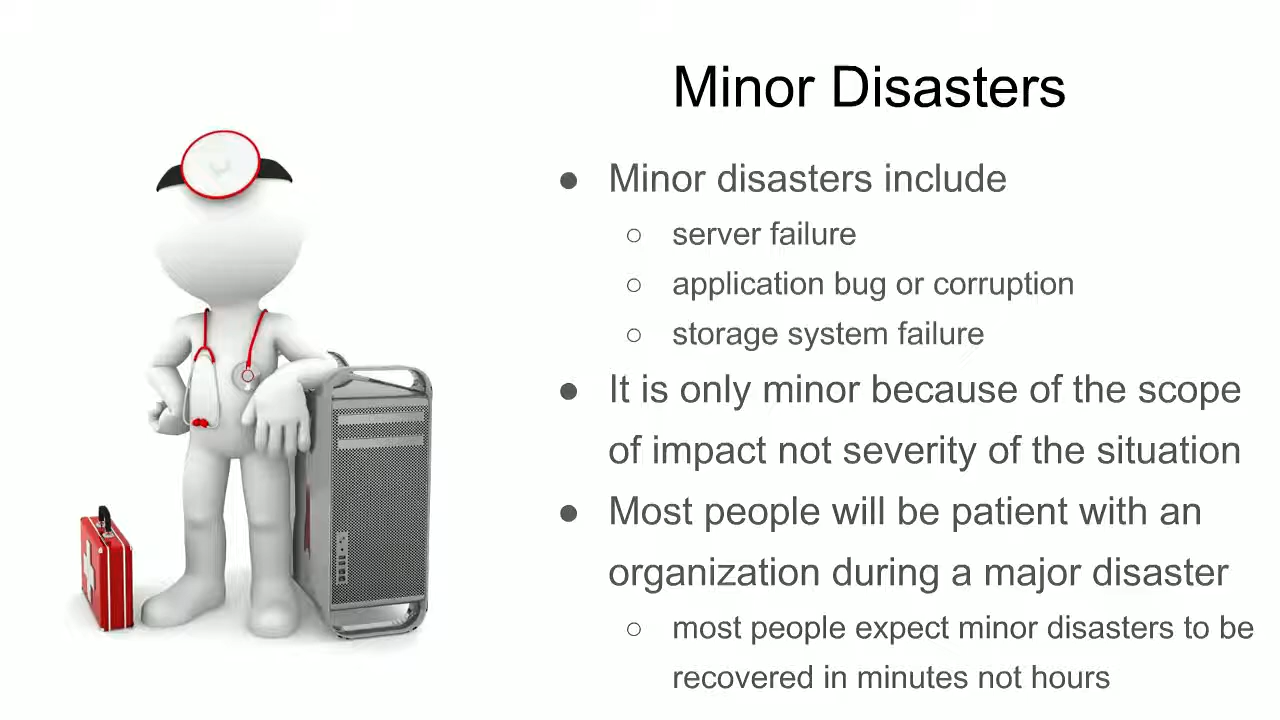 Minor Disasters
● Minor disasters include
○ server failure
○ application bug or corruption
○ storage system failure
● It is only minor because of the scope
of impact not severity of the situation
● Most people will be patient with an
organization during a major disaster
○ most people expect minor disasters to be
recovered in minutes not hours